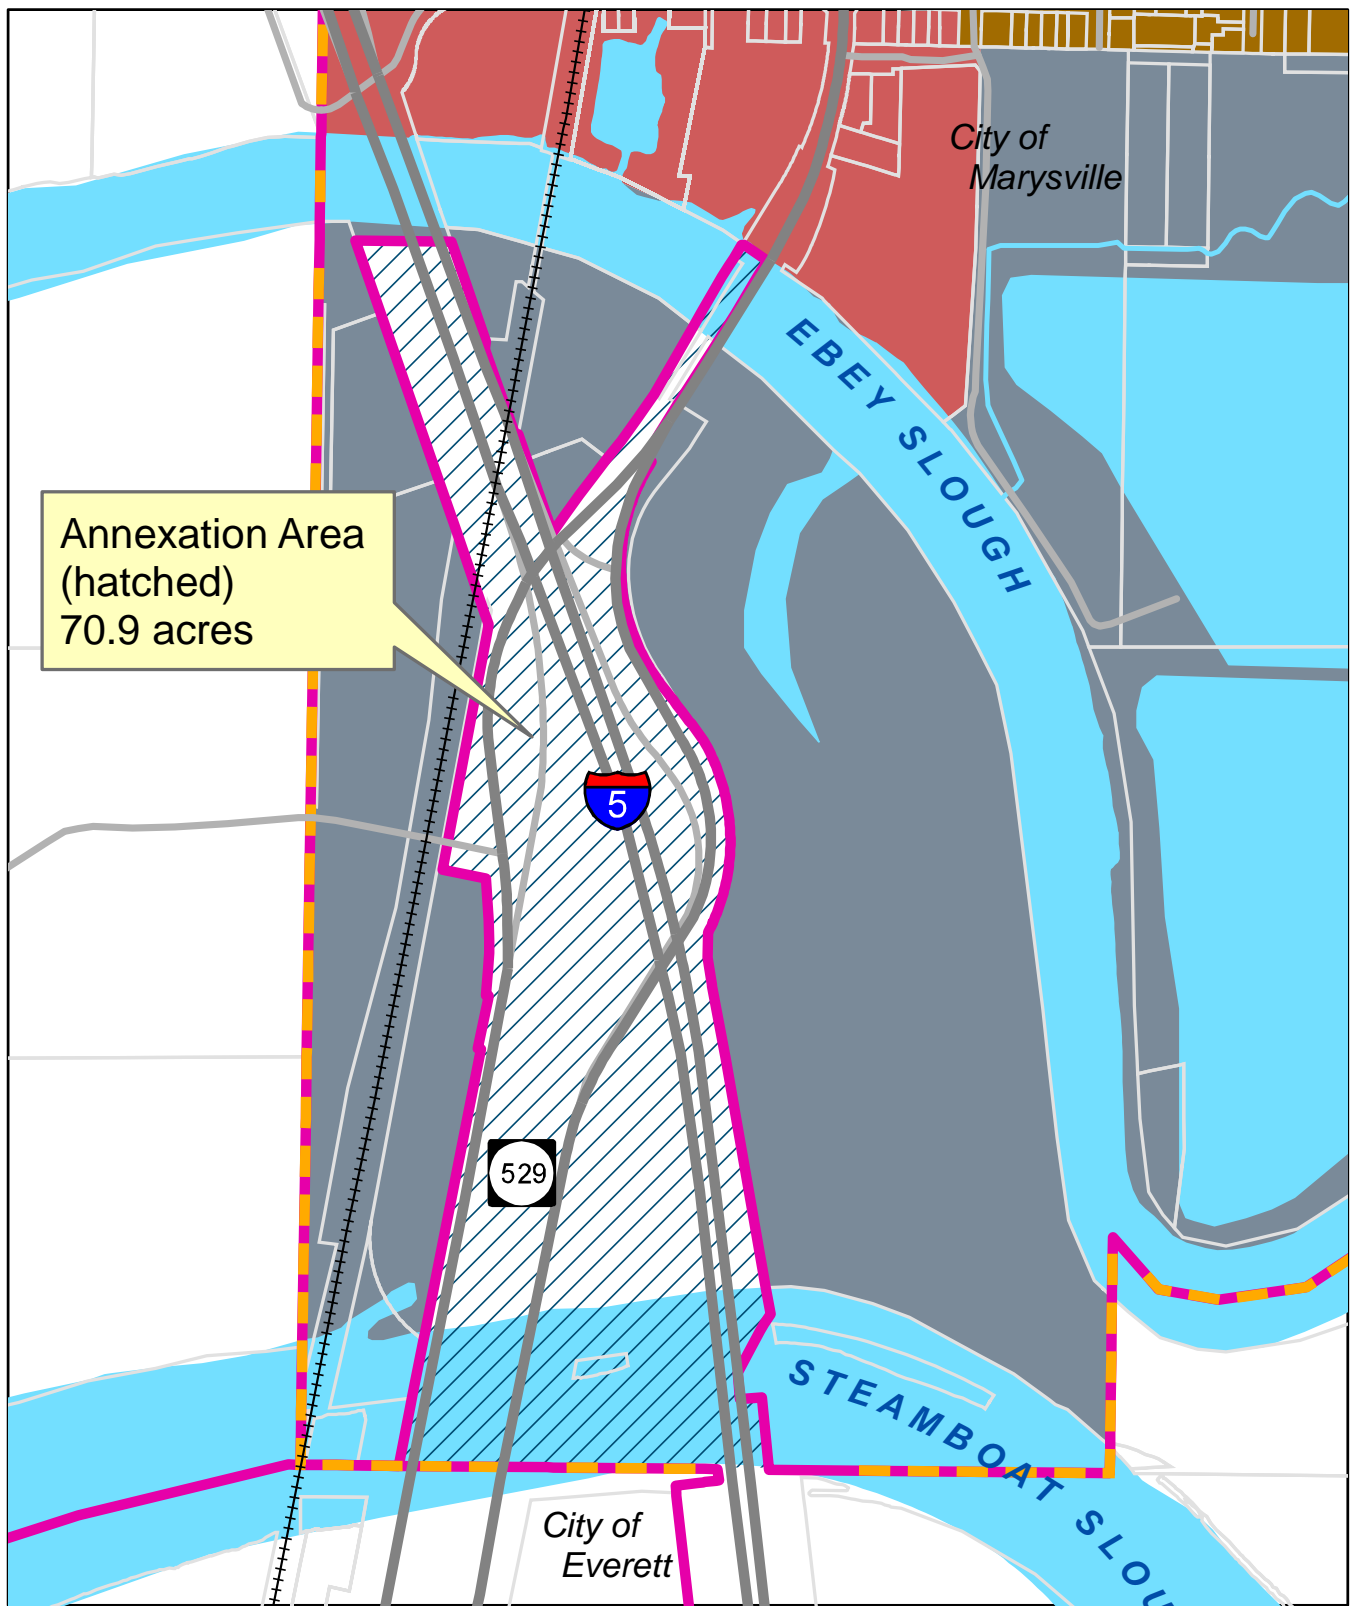 City of
Marysville
EBEY SLOUGH
Annexation Area
(hatched)
70.9 acres
5
529
STEAMBOAT SLOU
City of
Everett